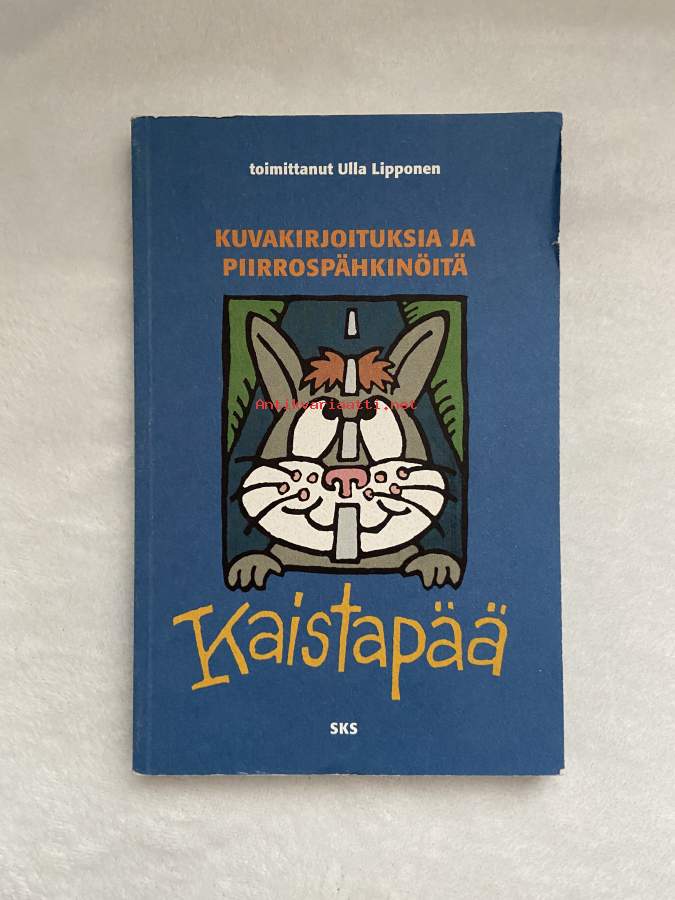 toimittanut Ulla Lipponen
KUVAKIRJOITUKSIA JA
PIIRROSPÄHKINÖITÄ
Antikvariaatti.net
Kaistapää
SKS